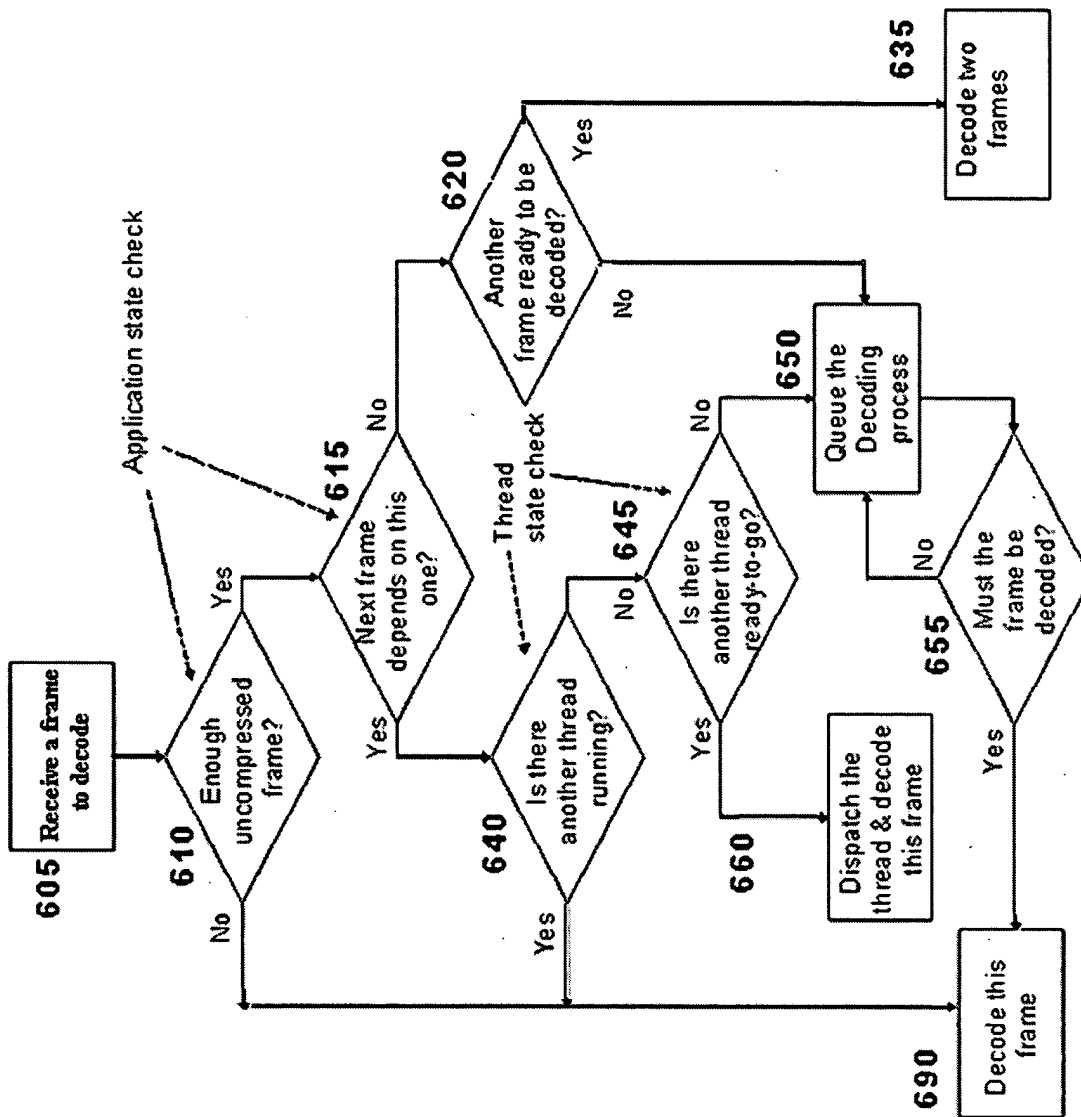 605 Receive a frame
to decode
Application state check
610
Enough
uncompressed
frame?
No
Yes
615
Next frame
depends on this
one?
Yes
No
620
Another
frame ready to be
decoded?
No
Yes
635
Decode two
frames
Thread
state check
640
Is there
another thread
running?
Yes
No
645
Is there
another thread
ready-to-go?
Yes
No
650
Queue the
Decoding
process
660
Dispatch the
thread & decode
this frame
655
Must the
frame be
decoded?
No
Yes
690
Decode this
frame